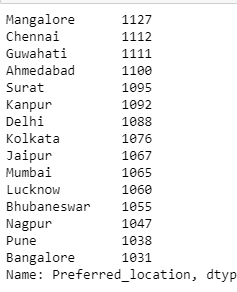 Mangalore 1127
Chennai 1112
Guwahati 1111
Ahmedabad 1100
Surat 1095
Kanpur 1092
Delhi 1088
Kolkata 1076
Jaipur 1067
Mumbai 1065
Lucknow 1060
Bhubaneswar 1055
Nagpur 1047
Pune 1038
Bangalore 1031
Name: Preferred_location, dtyp